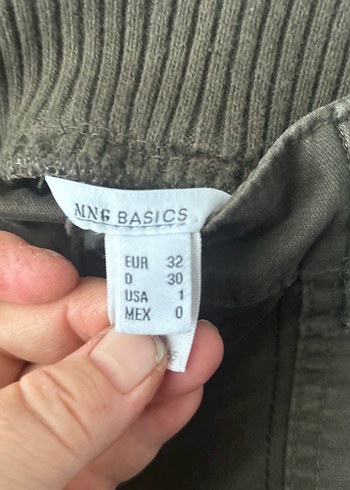 MNG BASICS
EUR 32
D 30
USA 1
MEX 0